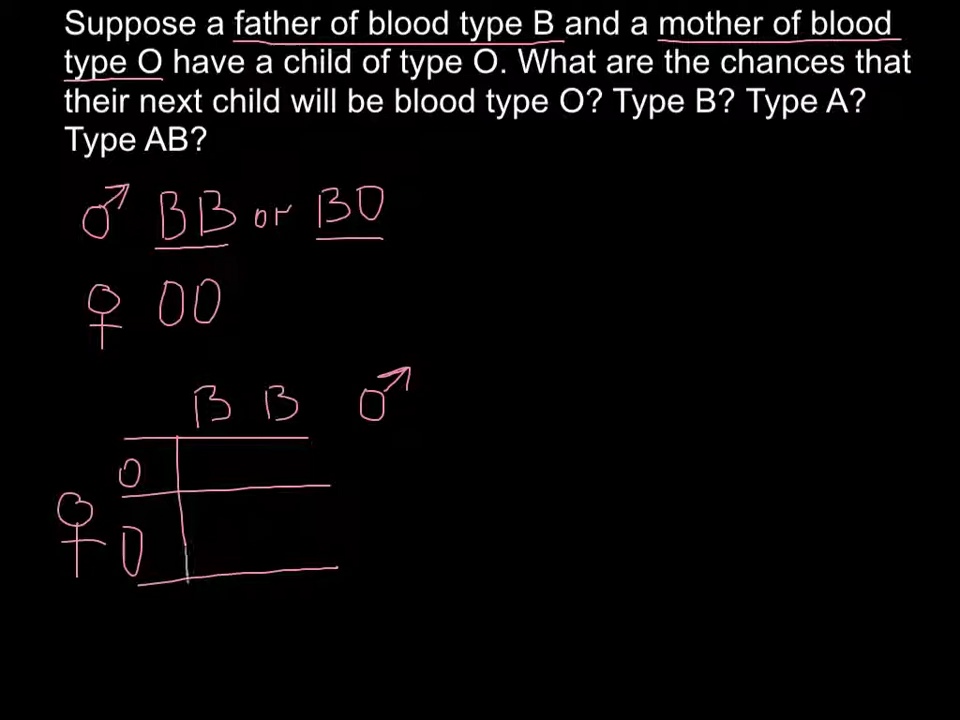 Suppose a father of blood type B and a mother of blood
type O have a child of type O. What are the chances that
their next child will be blood type O? Type B? Type A?
Type AB?
♂ BB or BO
♀ OO
B B ♂
O
♀ O